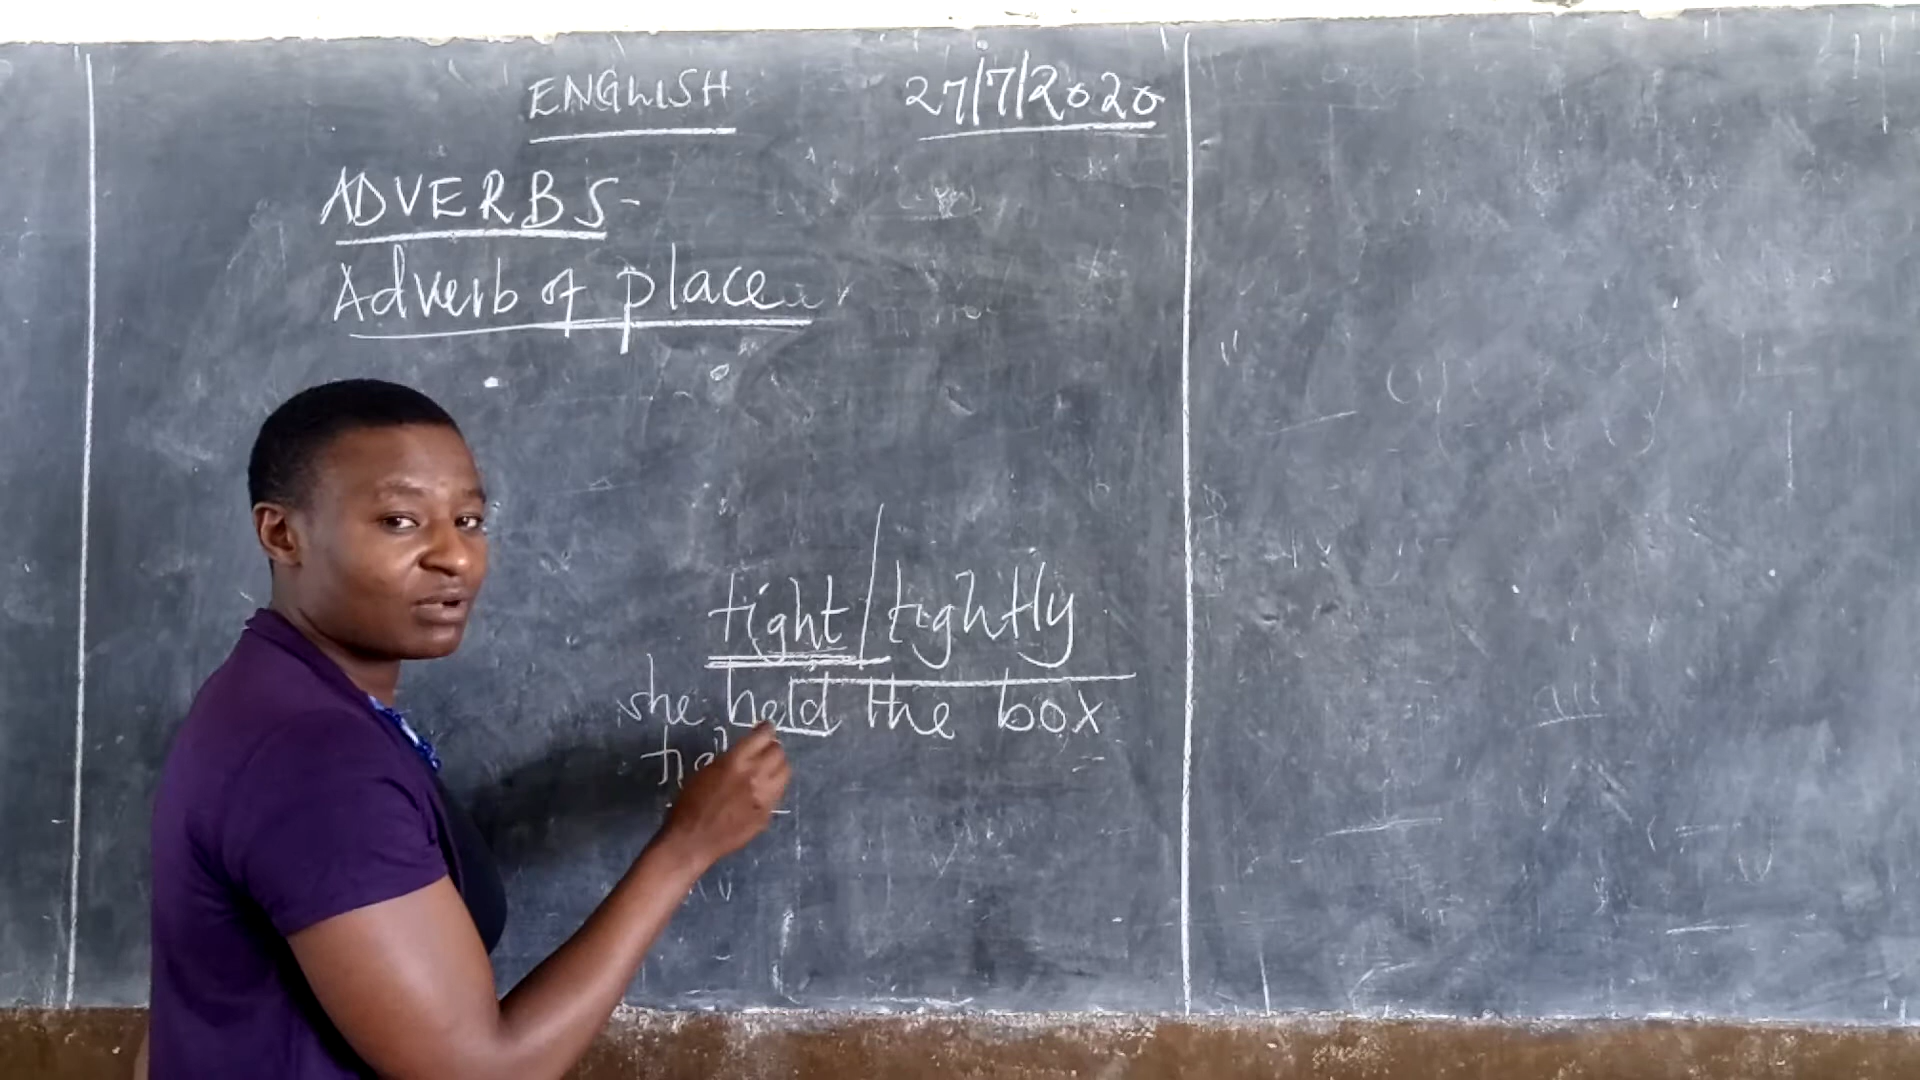 ENGLISH 27/7/2020
ADVERBS-
Adverb of place
tight/tightly
she held the box